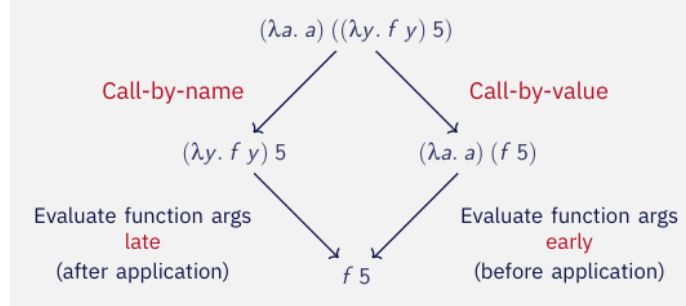 (λa. a) ((λy. f y) 5)
Call-by-name
Call-by-value
(λy. f y) 5
(λa. a) (f 5)
Evaluate function args
late
(after application)
Evaluate function args
early
(before application)
f 5